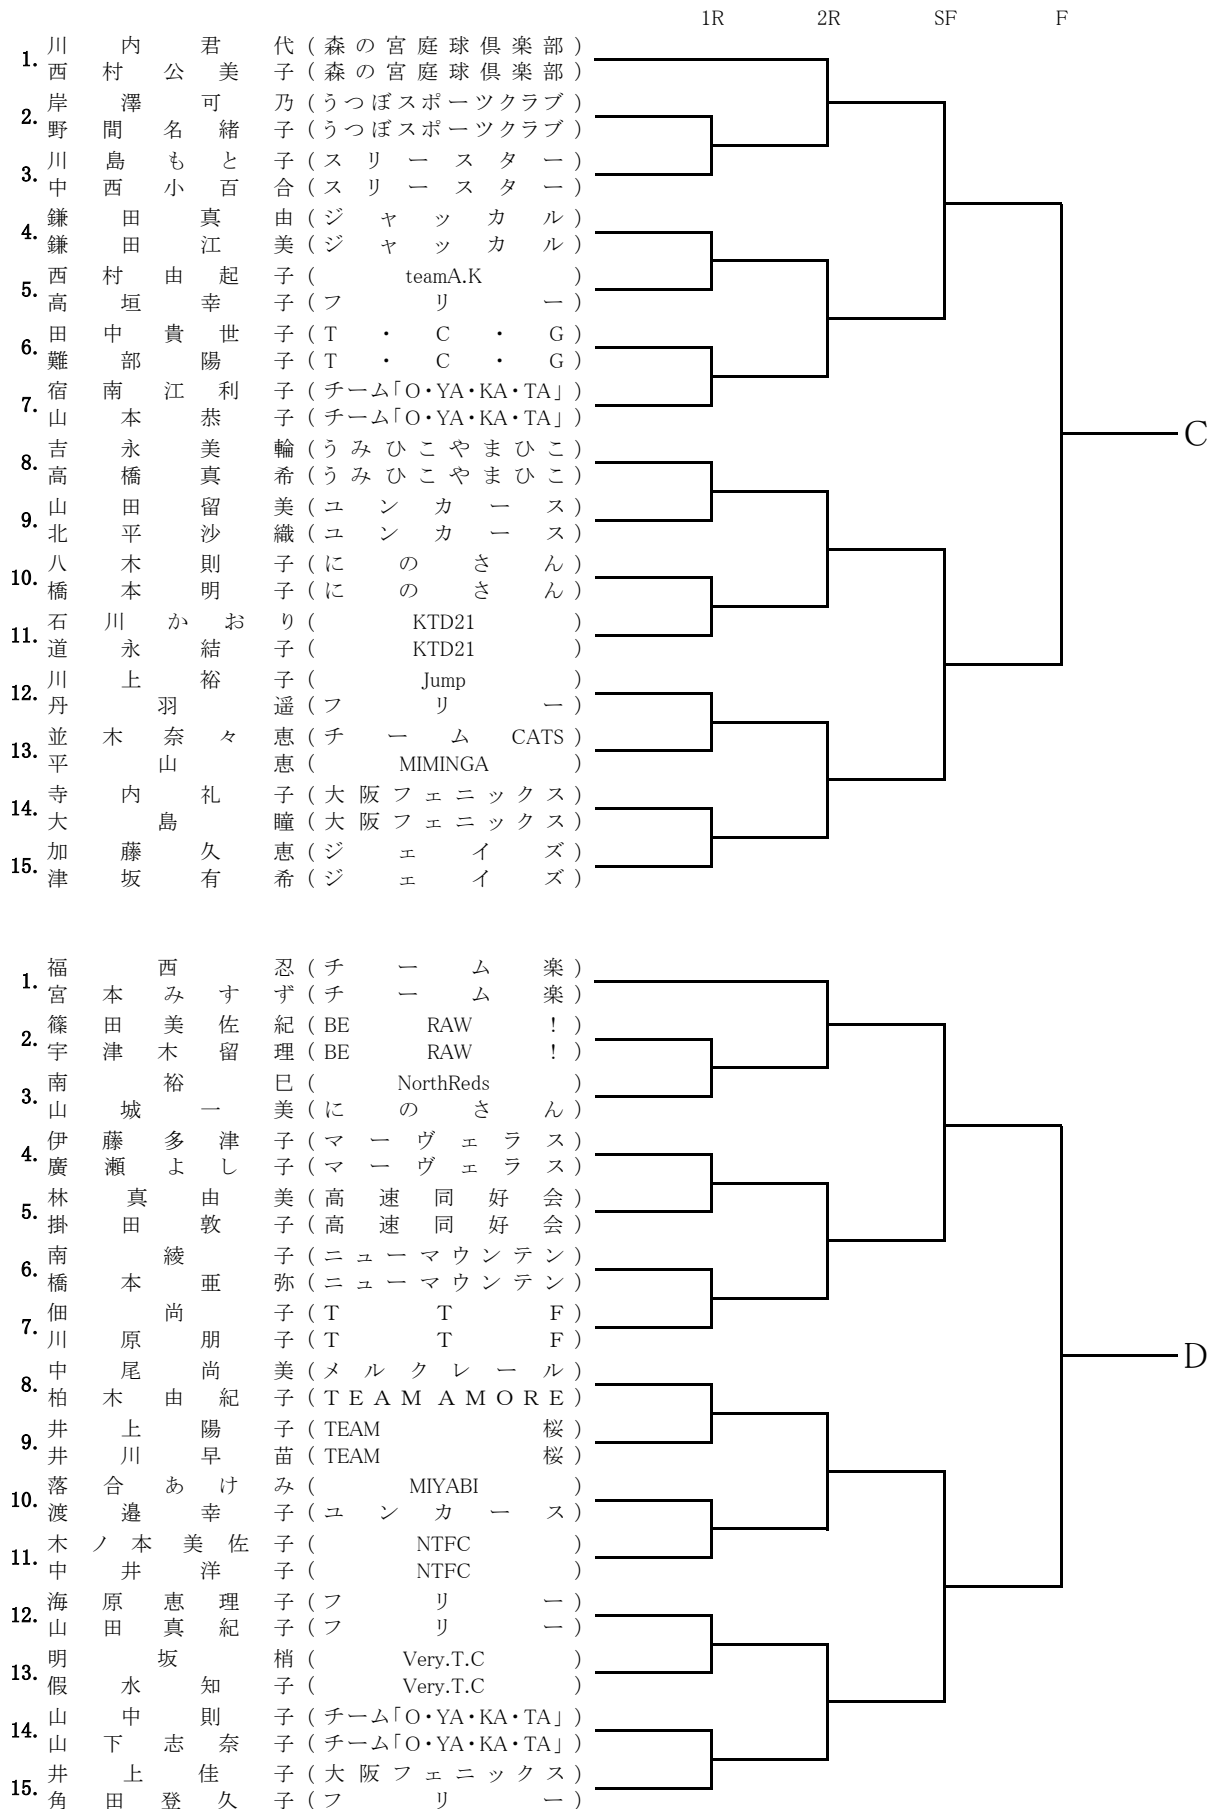 1R 2R SF F
川内君代(森の宮庭球倶楽部)
1.
西村公美子(森の宮庭球倶楽部)
岸澤可乃(うつぼスポーツクラブ)
2.
野間名緒子(うつぼスポーツクラブ)
川島もと子(スリースター)
3.
中西小百合(スリースター)
鎌田真由(ジャッカル)
4.
鎌田江美(ジャッカル)
西村由起子(teamA.K)
5.
高垣幸子(フリー)
田中貴世子(T・C・G)
6.
難部陽子(T・C・G)
宿南江利子(チーム「O・YA・KA・TA」)
7.
山本恭子(チーム「O・YA・KA・TA」)
C
吉永美輪(うみひこやまひこ)
8.
高橋真希(うみひこやまひこ)
山田留美(ユンカース)
9.
北平沙織(ユンカース)
八木則子(にのさん)
10.
橋本明子(にのさん)
石川かおり(KTD21)
11.
道永結子(KTD21)
川上裕子(Jump)
12.
丹羽遥(フリー)
並木奈々恵(チームCATS)
13.
平山恵(MIMINGA)
寺内礼子(大阪フェニックス)
14.
大島瞳(大阪フェニックス)
加藤久恵(ジェイズ)
15.
津坂有希(ジェイズ)
福西忍(チーム楽)
1.
宮本みすず(チーム楽)
篠田美佐紀(BE RAW !)
2.
宇津木留理(BE RAW !)
南裕巳(NorthReds)
3.
山城一美(にのさん)
伊藤多津子(マーヴェラス)
4.
廣瀬よし子(マーヴェラス)
林真由美(高速同好会)
5.
掛田敦子(高速同好会)
南綾子(ニューマウンテン)
6.
橋本亜弥(ニューマウンテン)
佃尚子(TTF)
7.
川原朋子(TTF)
D
中尾尚美(メルクレール)
8.
柏木由紀子(TEAM AMORE)
井上陽子(TEAM 桜)
9.
井川早苗(TEAM 桜)
落合あけみ(MIYABI)
10.
渡邉幸子(ユンカース)
木ノ本美佐子(NTFC)
11.
中井洋子(NTFC)
海原恵理子(フリー)
12.
山田真紀子(フリー)
明坂梢(Very.T.C)
13.
假水知子(Very.T.C)
山中則子(チーム「O・YA・KA・TA」)
14.
山下志奈子(チーム「O・YA・KA・TA」)
井上佳子(大阪フェニックス)
15.
角田登久子(フリー)